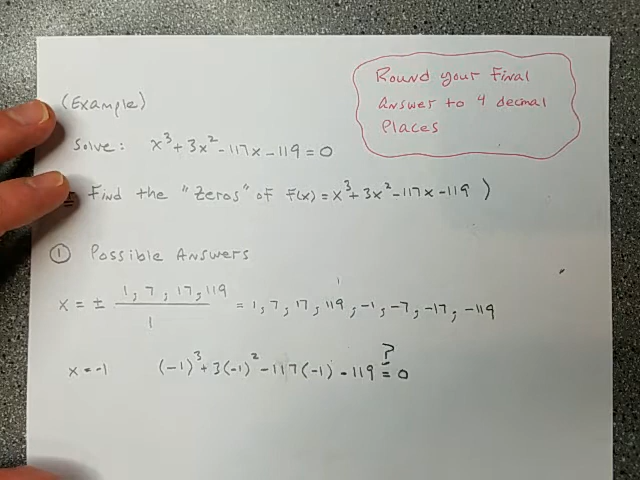 (Example)
Round your Final
Answer to 4 decmal
Places
Solve: x³+3x²-117x-119=0
Find the "Zeros" of f(x)=x³+3x²-117x-119)
① Possible Answers
x = ± 1, 7, 17, 119 / 1 = 1, 7, 17, 119, -1, -7, -17, -119
x=-1 (-1)³+3(-1)²-117(-1)-119 ≟ 0